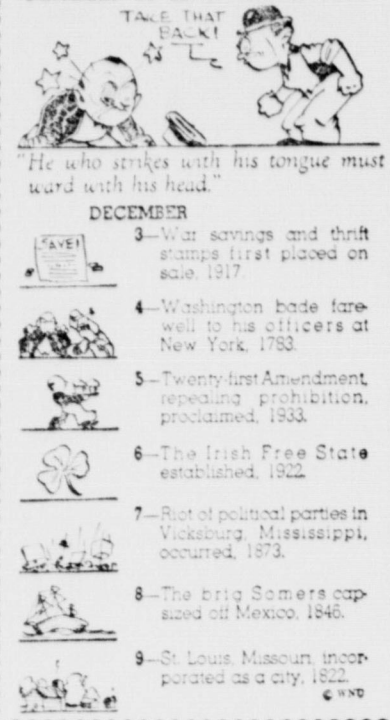 TAKE THAT
BACK!
"He who strikes with his tongue must
ward with his head."
DECEMBER
SAVE!
3—War savings and thrift
stamps first placed on
sale, 1917.
4—Washington bade fare-
well to his officers at
New York, 1783.
5—Twenty-first Amendment,
repealing prohibition,
proclaimed, 1933.
6—The Irish Free State
established, 1922.
7—Riot of political parties in
Vicksburg, Mississippi,
occurred, 1873.
8—The brig Somers cap-
sized off Mexico, 1846.
9—St. Louis, Missouri, incor-
porated as a city, 1822.
© WNU